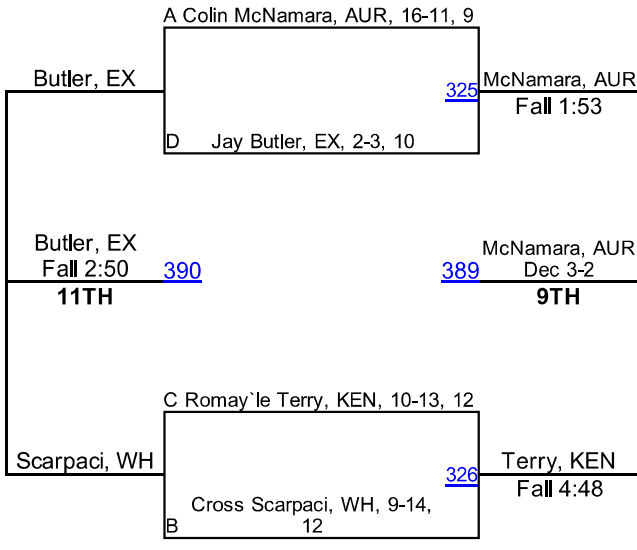 A Colin McNamara, AUR, 16-11, 9
Butler, EX
325
McNamara, AUR
Fall 1:53
D Jay Butler, EX, 2-3, 10
Butler, EX
Fall 2:50
11TH
390
389
McNamara, AUR
Dec 3-2
9TH
C Romay`le Terry, KEN, 10-13, 12
Scarpaci, WH
326
Terry, KEN
Fall 4:48
Cross Scarpaci, WH, 9-14,
B 12